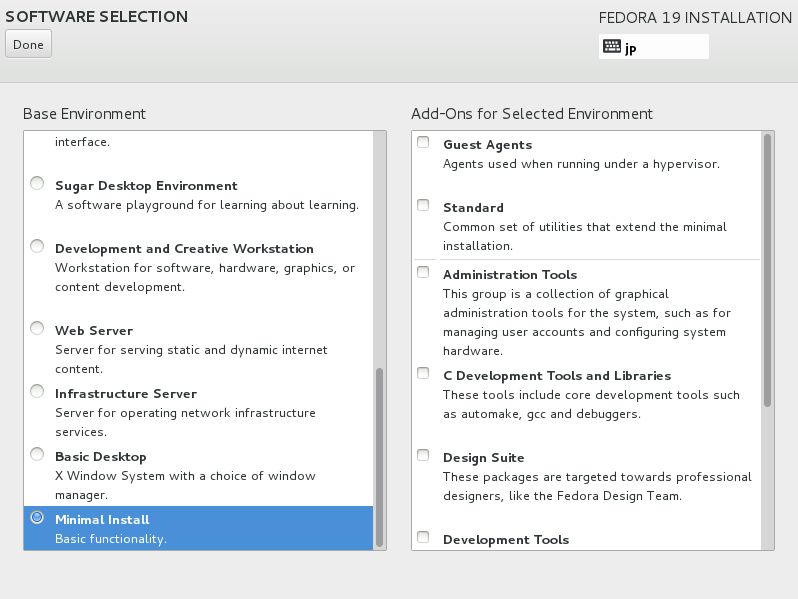 SOFTWARE SELECTION
FEDORA 19 INSTALLATION
Done
jp
Base Environment
interface.
Sugar Desktop Environment
A software playground for learning about learning.
Development and Creative Workstation
Workstation for software, hardware, graphics, or
content development.
Web Server
Server for serving static and dynamic internet
content.
Infrastructure Server
Server for operating network infrastructure
services.
Basic Desktop
X Window System with a choice of window
manager.
Minimal Install
Basic functionality.
Add-Ons for Selected Environment
Guest Agents
Agents used when running under a hypervisor.
Standard
Common set of utilities that extend the minimal
installation.
Administration Tools
This group is a collection of graphical
administration tools for the system, such as for
managing user accounts and configuring system
hardware.
C Development Tools and Libraries
These tools include core development tools such
as automake, gcc and debuggers.
Design Suite
These packages are targeted towards professional
designers, like the Fedora Design Team.
Development Tools